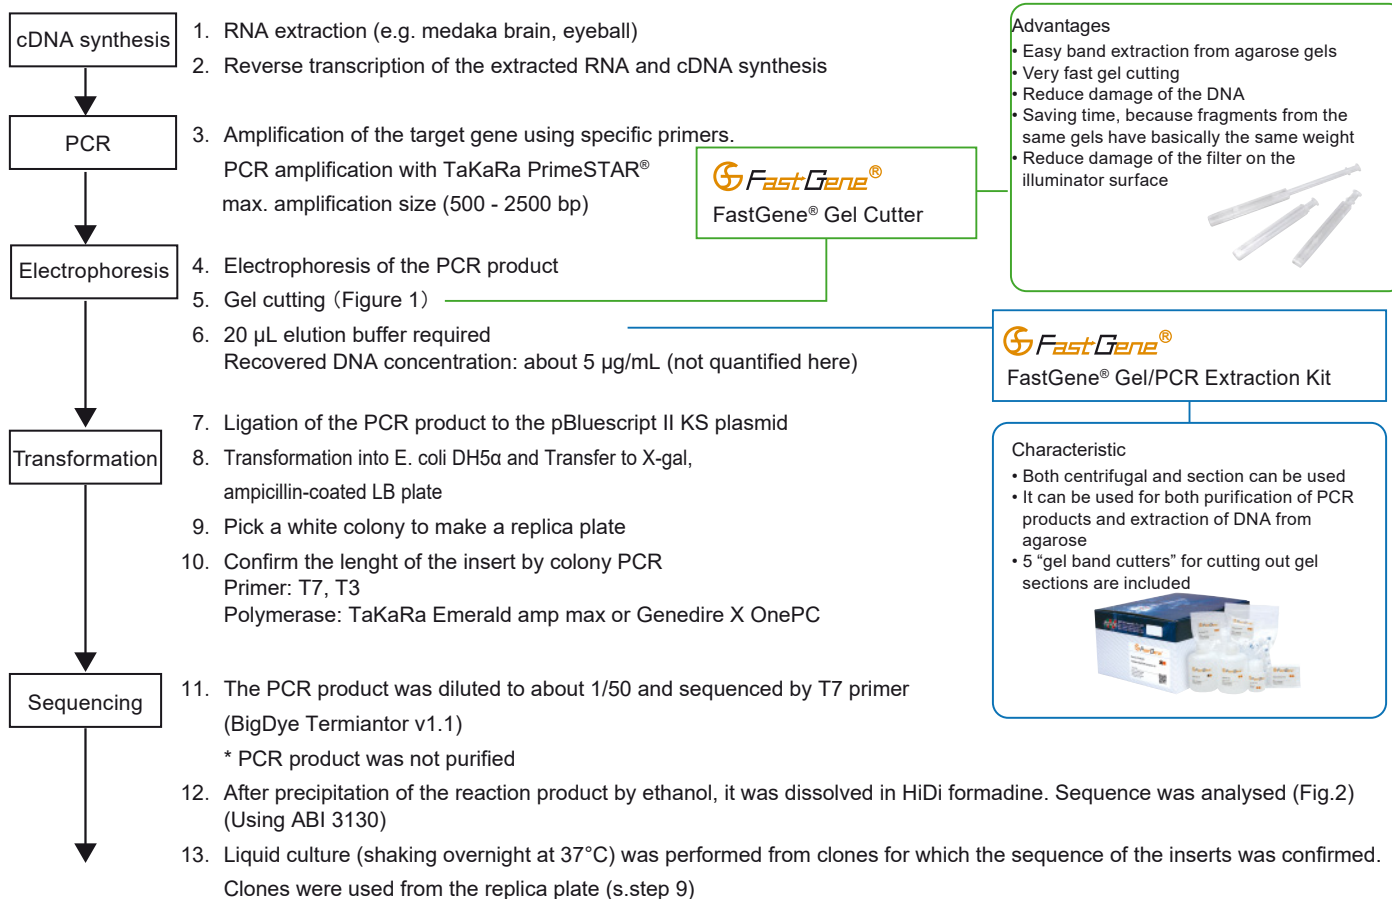 cDNA synthesis
1. RNA extraction (e.g. medaka brain, eyeball)
2. Reverse transcription of the extracted RNA and cDNA synthesis
PCR
3. Amplification of the target gene using specific primers.
PCR amplification with TaKaRa PrimeSTAR®
max. amplification size (500 - 2500 bp)
FastGene®
FastGene® Gel Cutter
Advantages
• Easy band extraction from agarose gels
• Very fast gel cutting
• Reduce damage of the DNA
• Saving time, because fragments from the
same gels have basically the same weight
• Reduce damage of the filter on the
illuminator surface
Electrophoresis
4. Electrophoresis of the PCR product
5. Gel cutting（Figure 1）
6. 20 µL elution buffer required
Recovered DNA concentration: about 5 µg/mL (not quantified here)
FastGene®
FastGene® Gel/PCR Extraction Kit
Characteristic
• Both centrifugal and section can be used
• It can be used for both purification of PCR
products and extraction of DNA from
agarose
• 5 “gel band cutters” for cutting out gel
sections are included
Transformation
7. Ligation of the PCR product to the pBluescript II KS plasmid
8. Transformation into E. coli DH5α and Transfer to X-gal,
ampicillin-coated LB plate
9. Pick a white colony to make a replica plate
10. Confirm the lenght of the insert by colony PCR
Primer: T7, T3
Polymerase: TaKaRa Emerald amp max or Genedire X OnePC
Sequencing
11. The PCR product was diluted to about 1/50 and sequenced by T7 primer
(BigDye Termiantor v1.1)
* PCR product was not purified
12. After precipitation of the reaction product by ethanol, it was dissolved in HiDi formadine. Sequence was analysed (Fig.2)
(Using ABI 3130)
13. Liquid culture (shaking overnight at 37°C) was performed from clones for which the sequence of the inserts was confirmed.
Clones were used from the replica plate (s.step 9)